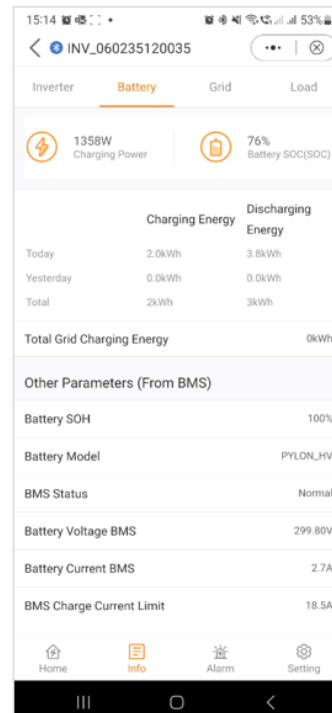 15:14 53%
INV_060235120035
Inverter Battery Grid Load
1358W
Charging Power
76%
Battery SOC(SOC)
Charging Energy Discharging Energy
Today 2.0kWh 3.8kWh
Yesterday 0.0kWh 0.0kWh
Total 2kWh 3kWh
Total Grid Charging Energy 0kWh
Other Parameters (From BMS)
Battery SOH 100%
Battery Model PYLON_HV
BMS Status Normal
Battery Voltage BMS 299.80V
Battery Current BMS 2.7A
BMS Charge Current Limit 18.5A
Home Info Alarm Setting